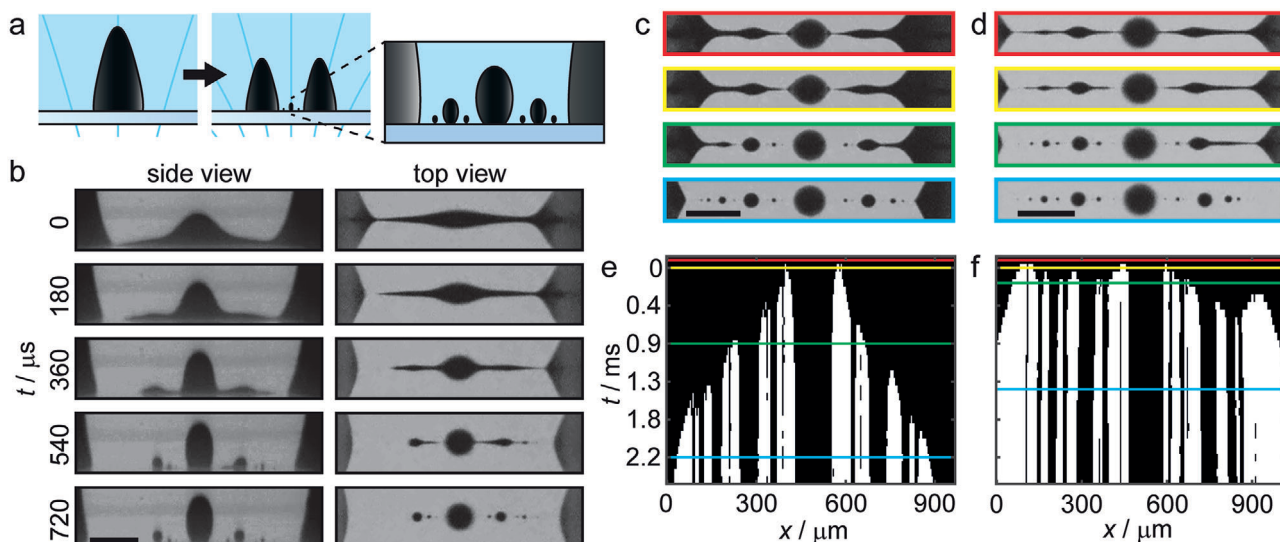 a
b
side view
top view
0
180
360
540
720
t / μs
c
d
e
0
0.4
0.9
1.3
1.8
2.2
t / ms
0 300 600 900
x / μm
f
0 300 600 900
x / μm